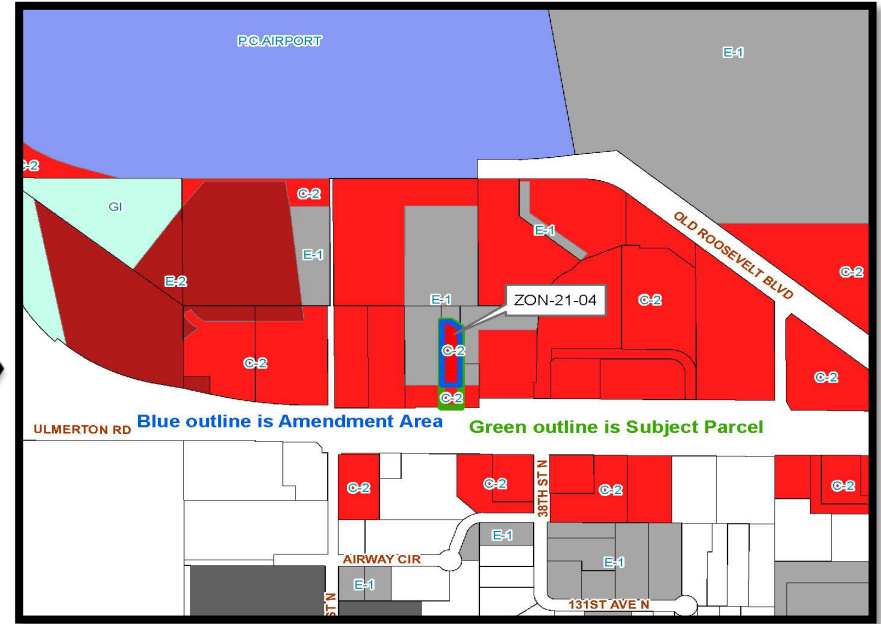 P.C.AIRPORT
E-1
C-2
GI
C-2
OLD ROOSEVELT BLVD
E-1
E-1
C-2
E-2
E-1
ZON-21-04
C-2
C-2
C-2
C-2
C-2
Blue outline is Amendment Area
Green outline is Subject Parcel
ULMERTON RD
C-2
C-2
38TH ST N
C-2
C-2
E-1
AIRWAY CIR
E-1
E-1
ST N
131ST AVE N